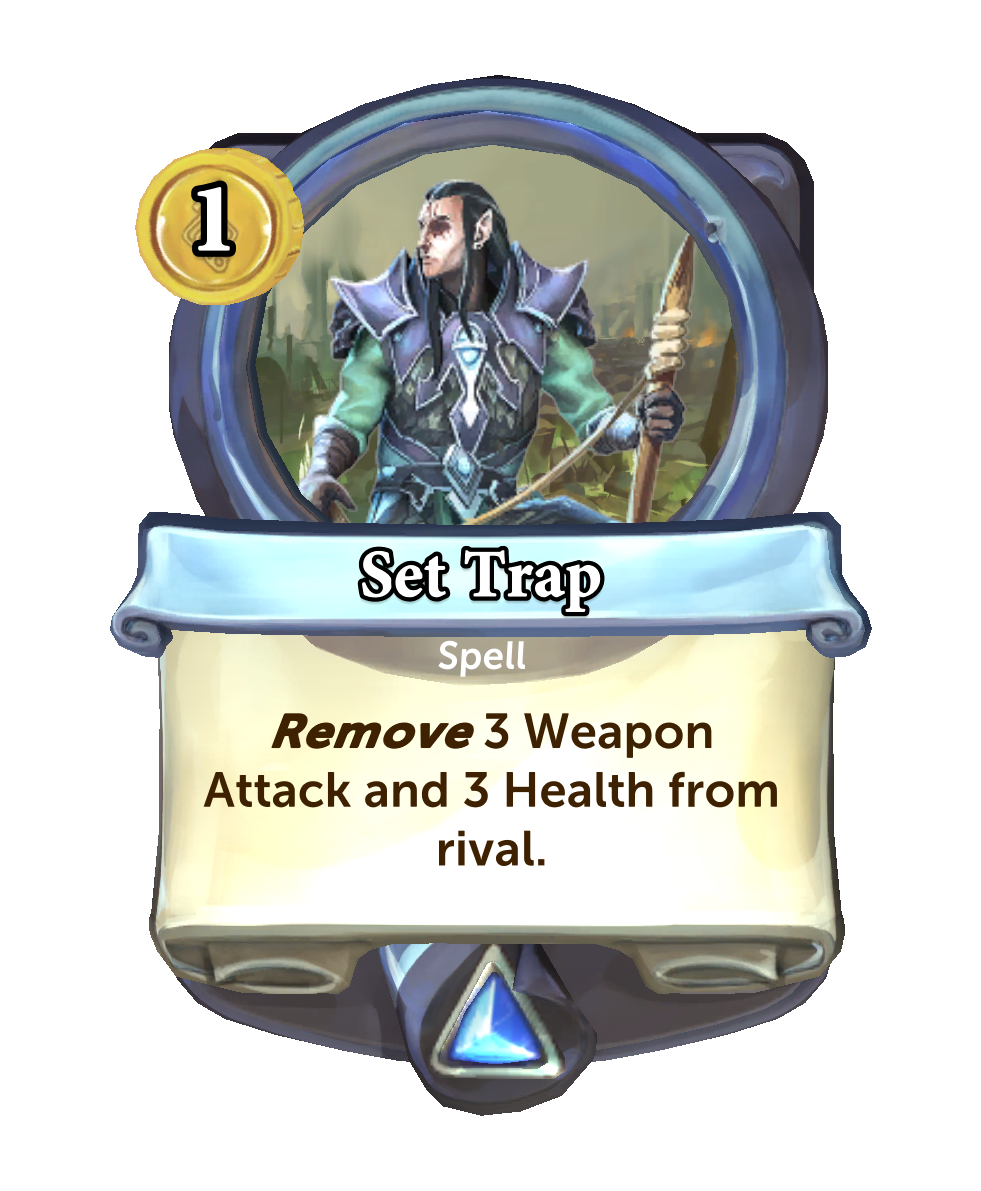 1
Set Trap
Spell
Remove 3 Weapon
Attack and 3 Health from
rival.